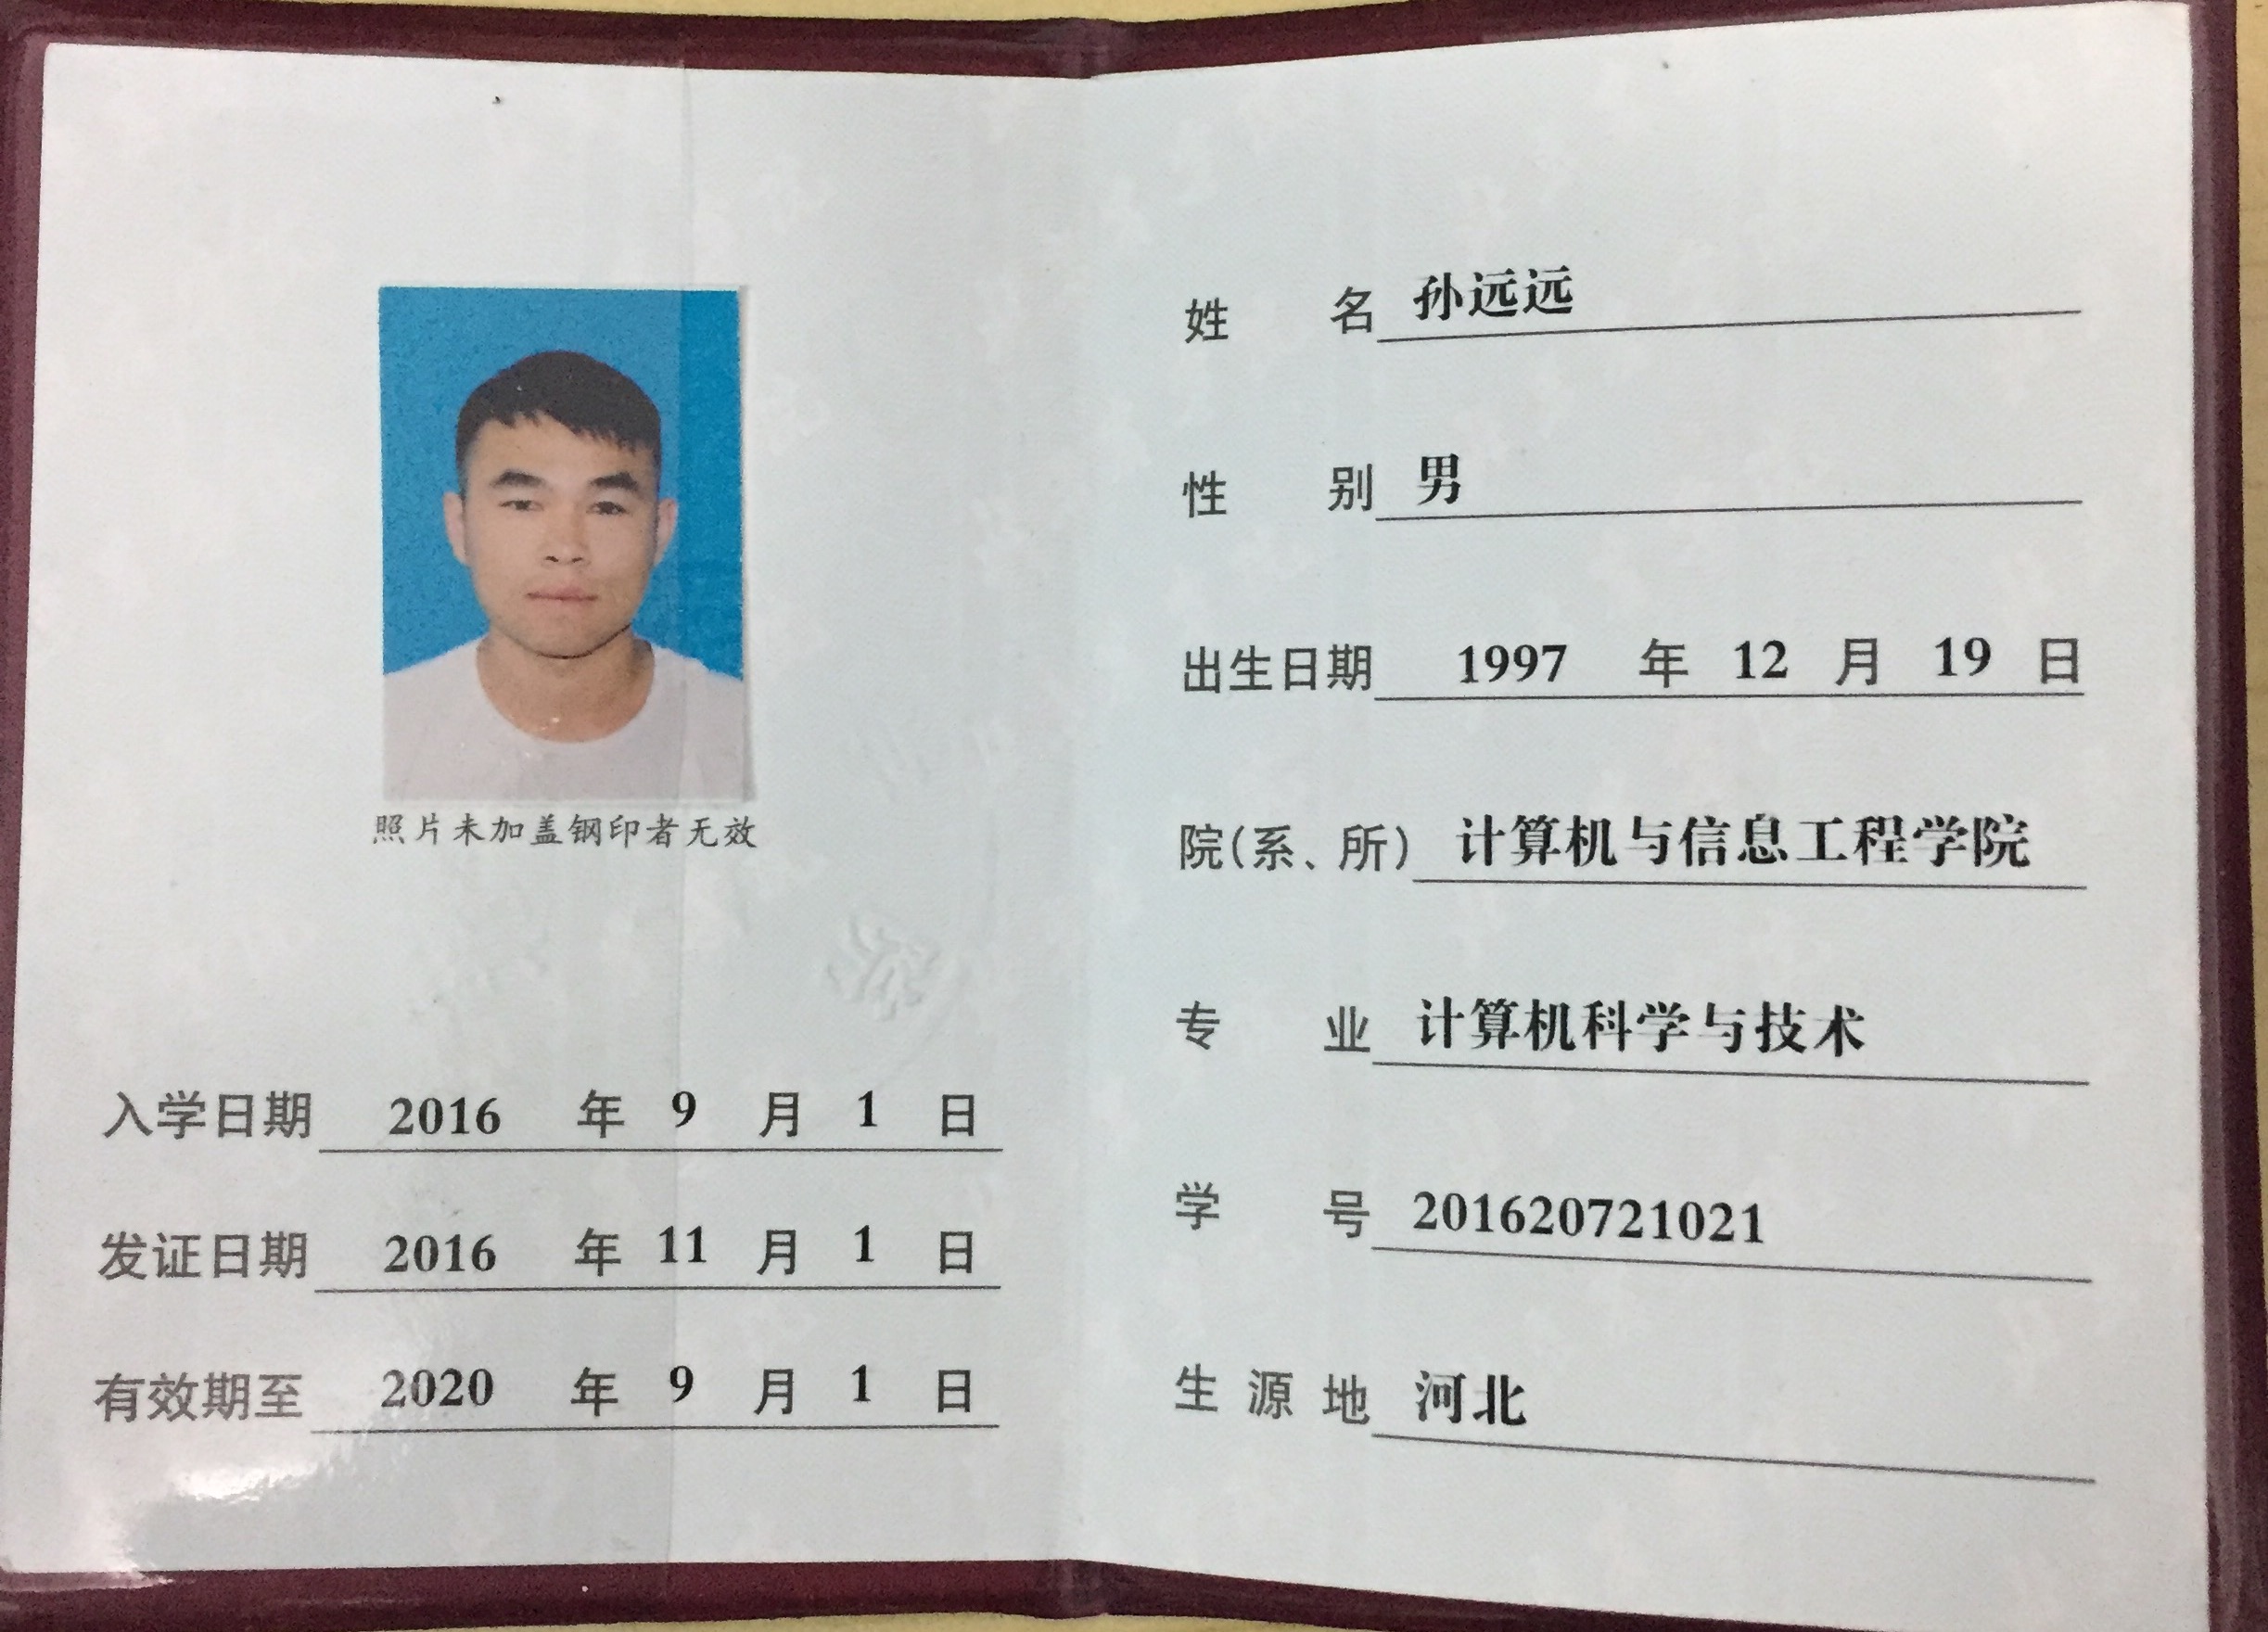 照片未加盖钢印者无效
入学日期 2016 年 9 月 1 日
发证日期 2016 年 11 月 1 日
有效期至 2020 年 9 月 1 日
姓 名 孙远远
性 别 男
出生日期 1997 年 12 月 19 日
院(系、所) 计算机与信息工程学院
专 业 计算机科学与技术
学 号 201620721021
生 源 地 河北